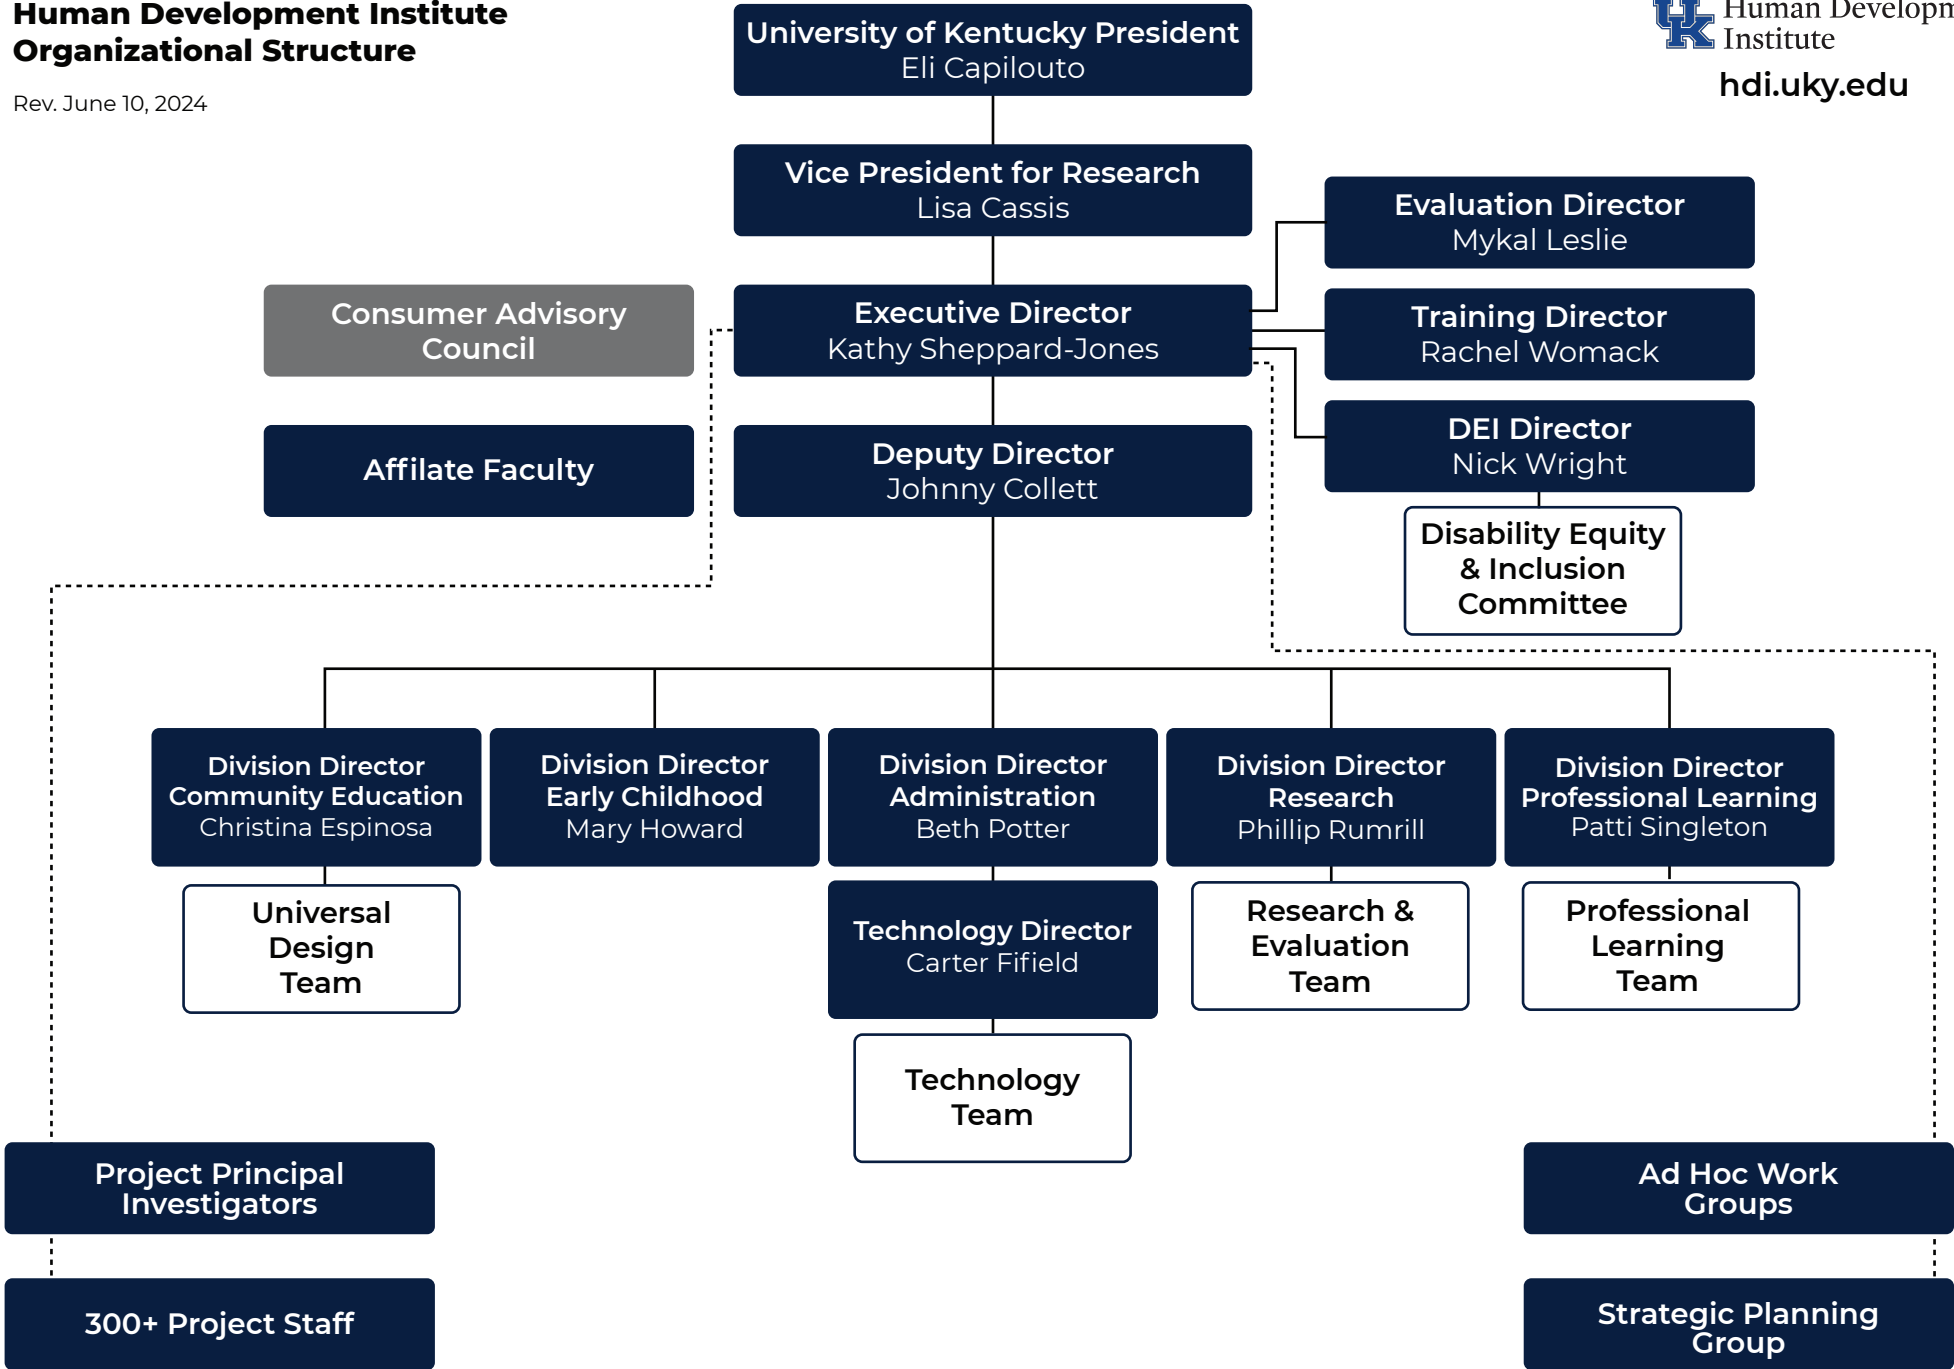 Human Development Institute
Organizational Structure
Rev. June 10, 2024
Human Developm
Institute
hdi.uky.edu
University of Kentucky President
Eli Capilouto
Vice President for Research
Lisa Cassis
Evaluation Director
Mykal Leslie
Consumer Advisory
Council
Executive Director
Kathy Sheppard-Jones
Training Director
Rachel Womack
Affilate Faculty
Deputy Director
Johnny Collett
DEI Director
Nick Wright
Disability Equity
& Inclusion
Committee
Division Director
Community Education
Christina Espinosa
Division Director
Early Childhood
Mary Howard
Division Director
Administration
Beth Potter
Division Director
Research
Phillip Rumrill
Division Director
Professional Learning
Patti Singleton
Universal
Design
Team
Technology Director
Carter Fifield
Research &
Evaluation
Team
Professional
Learning
Team
Technology
Team
Project Principal
Investigators
Ad Hoc Work
Groups
300+ Project Staff
Strategic Planning
Group